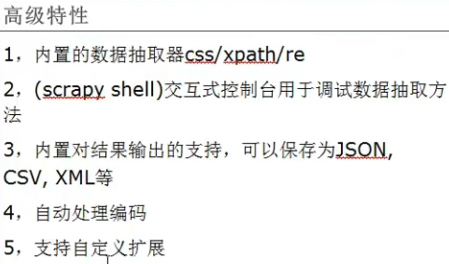 高级特性
1，内置的数据抽取器css/xpath/re
2，(scrapy shell)交互式控制台用于调试数据抽取方
法
3，内置对结果输出的支持，可以保存为JSON,
CSV, XML等
4，自动处理编码
5，支持自定义扩展